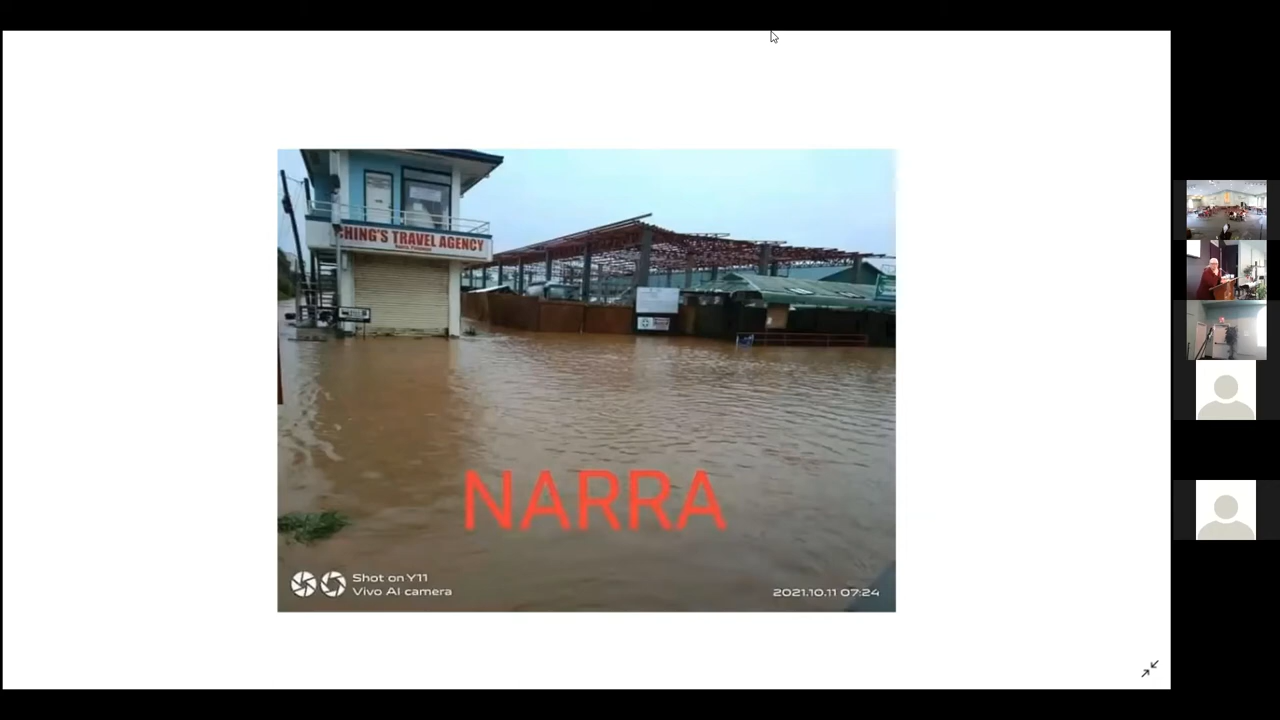 CHING'S TRAVEL AGENCY
NARRA
Shot on Y11
Vivo AI camera
2021.10.11 07:24